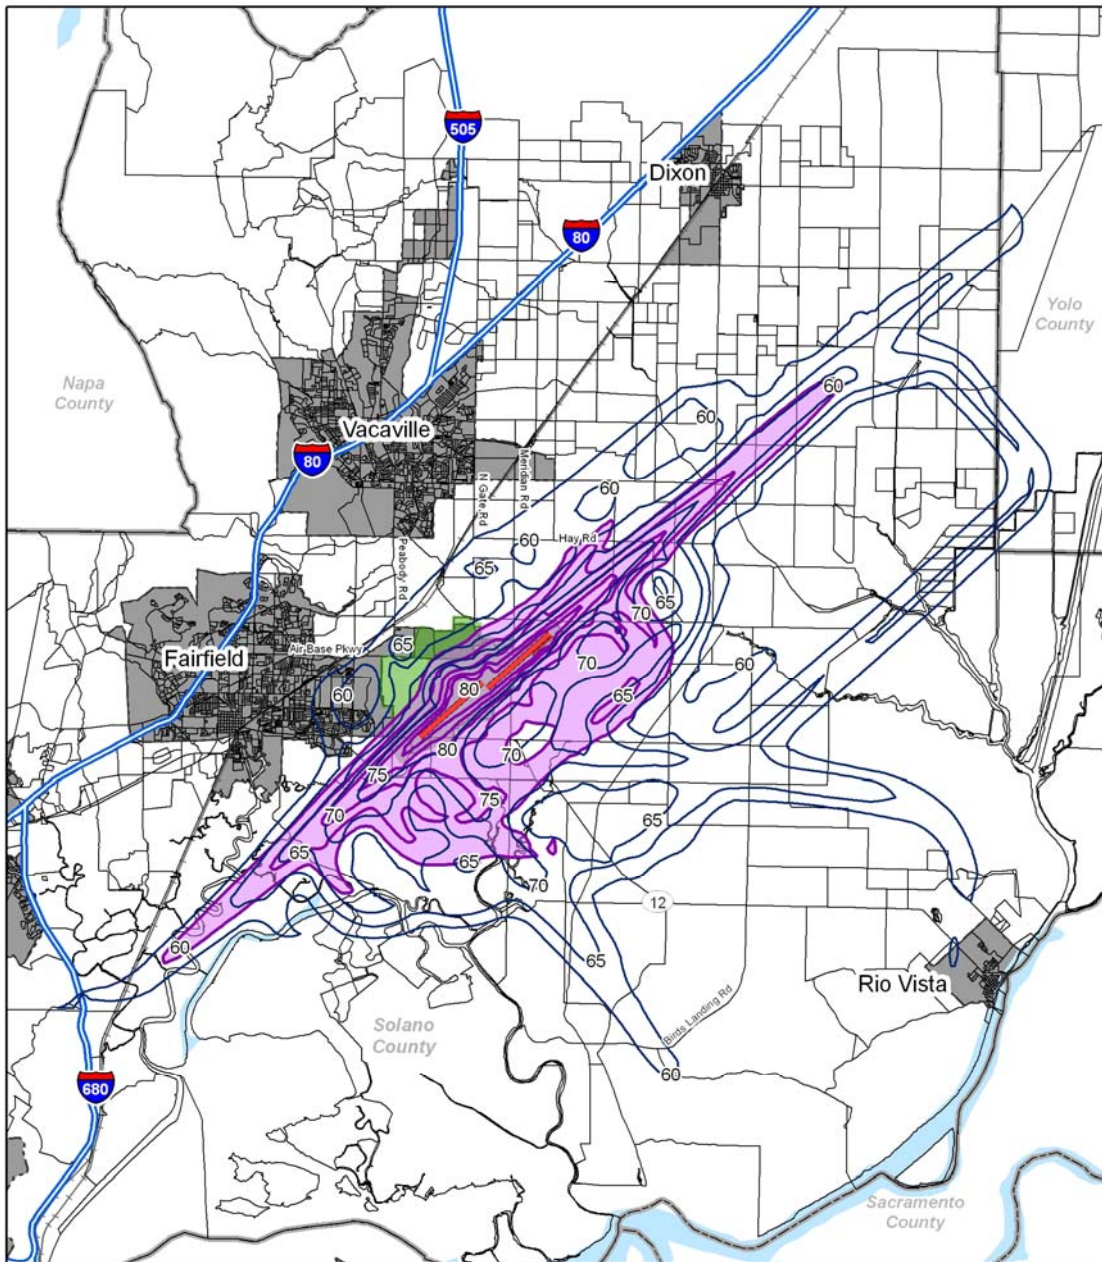 505
Dixon
80
Yolo
County
Napa
County
60
60
Vacaville
80
Meridian Rd
N Gate Rd
60
Hay Rd
60
Peabody Rd
65
65
70
Air Base Pkwy
65
Fairfield
70
60
60
80
65
80
70
75
75
70
65
65
65
70
12
60
65
Rio Vista
Solano
County
Birds Landing Rd
60
680
Sacramento
County